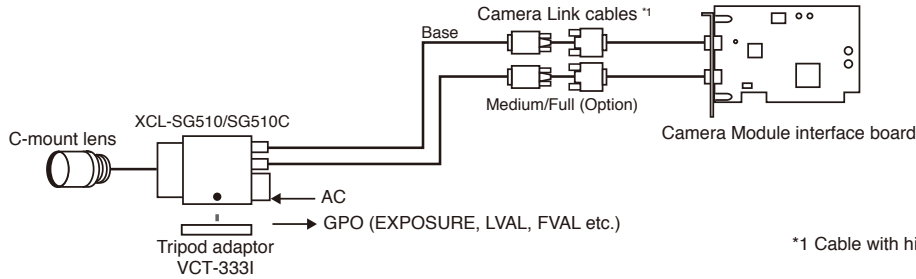 Camera Link cables *1
Base
Medium/Full (Option)
XCL-SG510/SG510C
C-mount lens
Camera Module interface board
AC
GPO (EXPOSURE, LVAL, FVAL etc.)
Tripod adaptor
VCT-333I
*1 Cable with hi